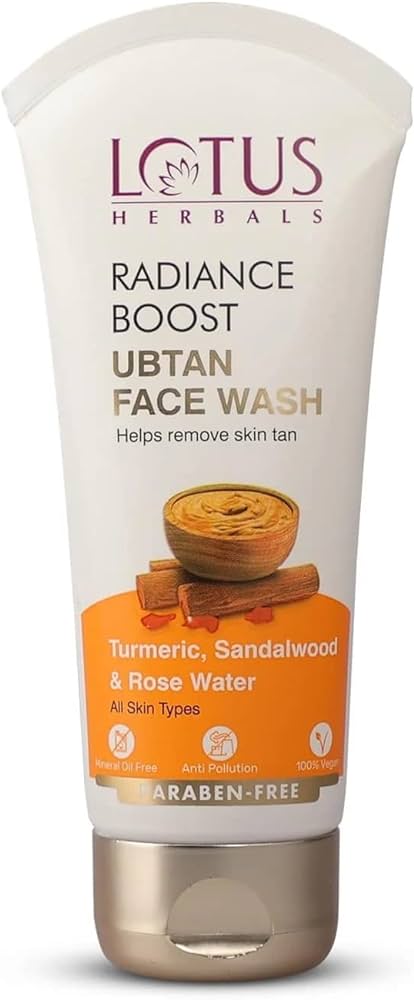 LOTUS
HERBALS
RADIANCE
BOOST
UBTAN
FACE WASH
Helps remove skin tan
Turmeric, Sandalwood
& Rose Water
All Skin Types
Mineral Oil Free
Anti Pollution
100% Vegan
PARABEN-FREE